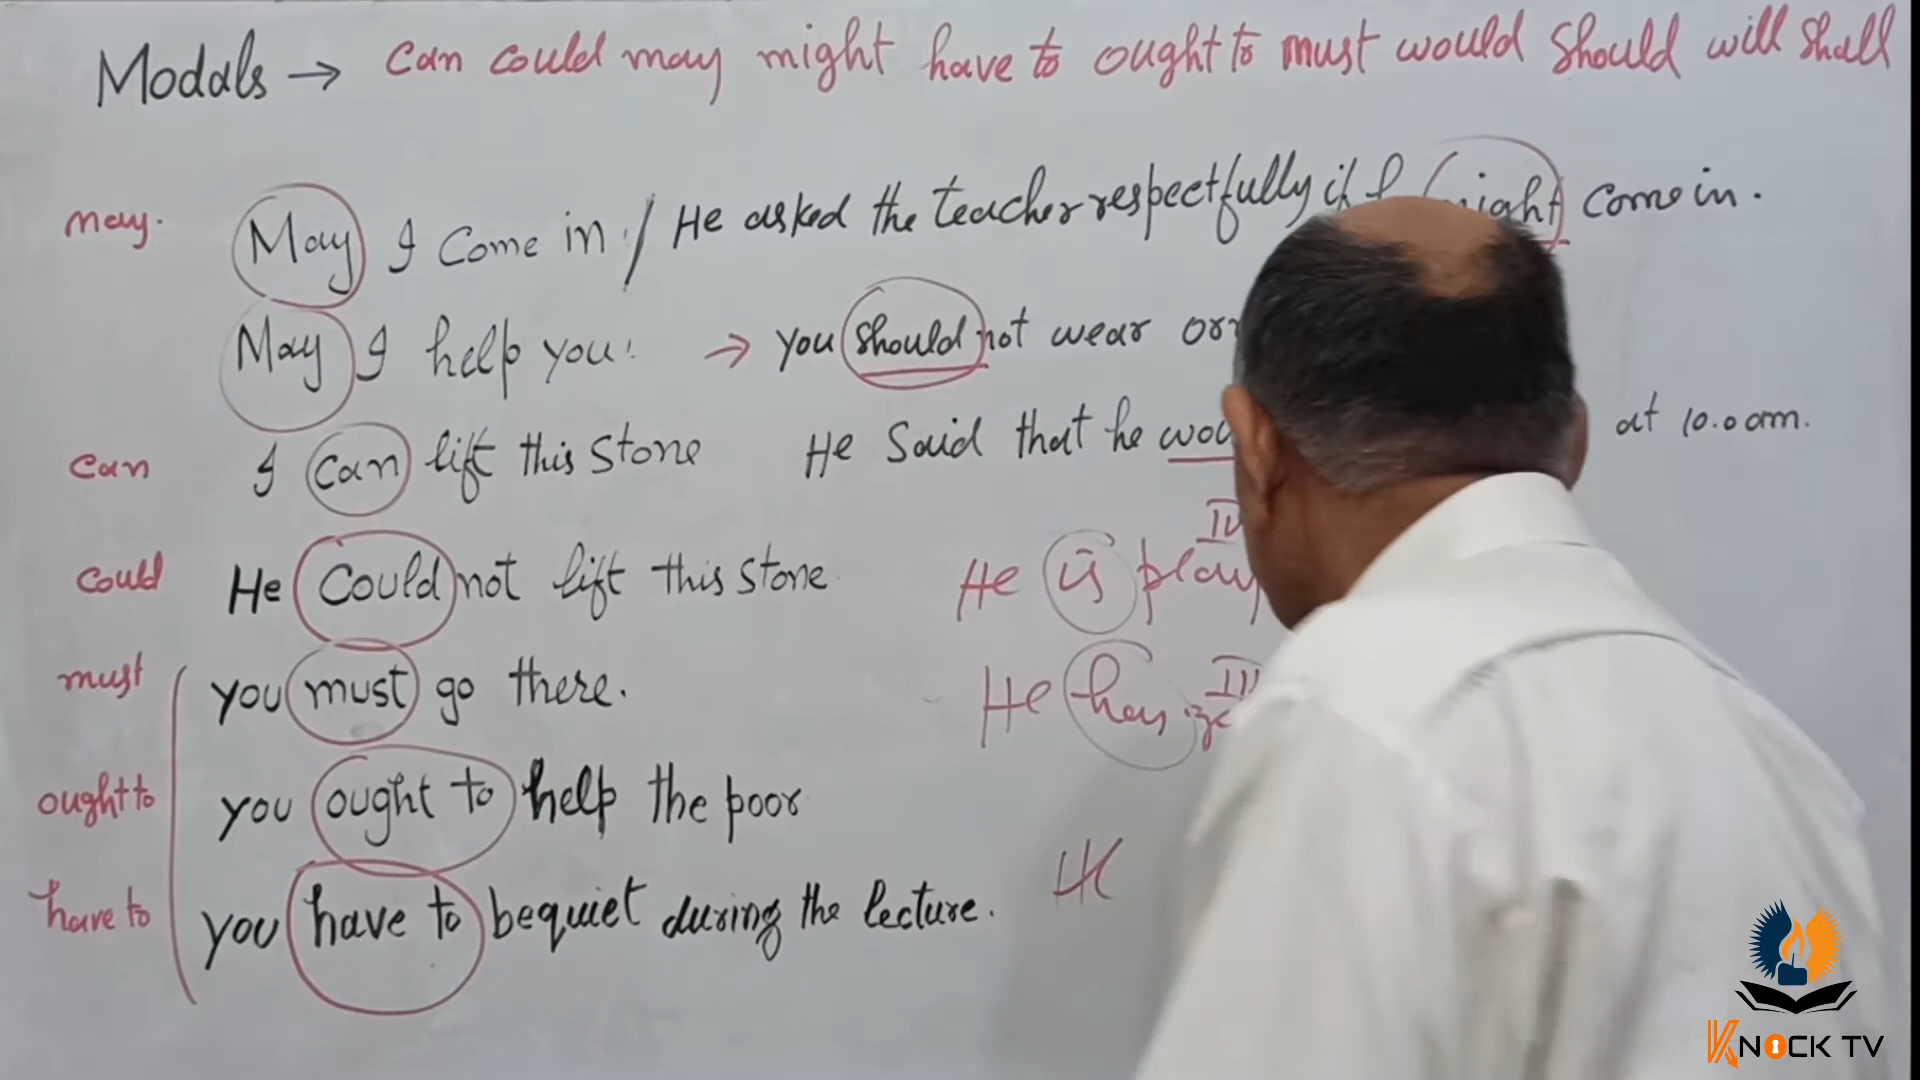 Modals → can could may might have to ought to must would should will shall
may. May I come in. / He asked the teacher respectfully if I might come in.
May I help you. → you should not wear
can I can lift this stone He said that he at 10.00am.
could He could not lift this stone He is play
must you must go there. He has
ought to you ought to help the poor
have to you have to be quiet during the lecture.
KNOCK TV